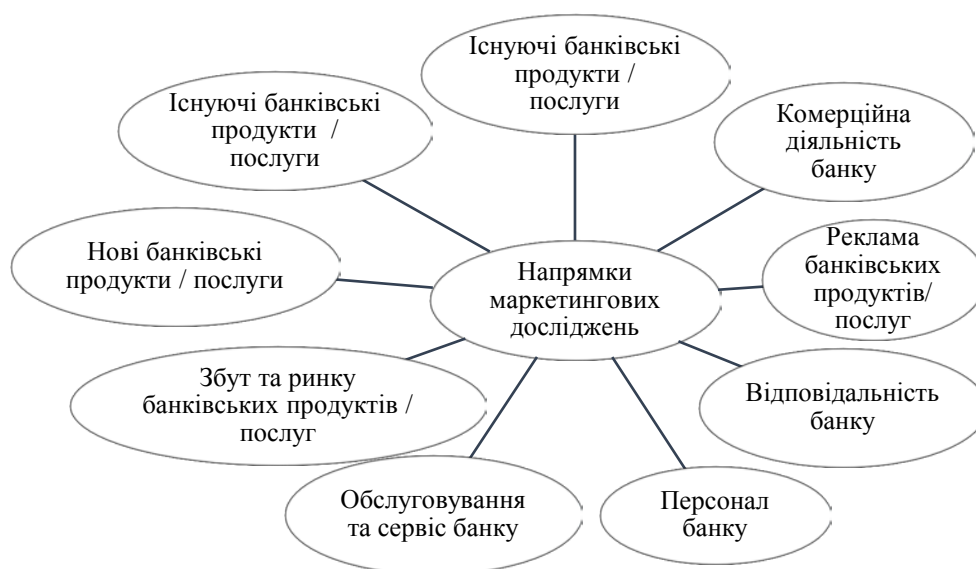 Існуючі банківські
продукти /
послуги
Існуючі банківські
продукти /
послуги
Комерційна
діяльність
банку
Нові банківські
продукти / послуги
Напрямки
маркетингових
досліджень
Реклама
банківських
продуктів/
послуг
Збут та ринку
банківських продуктів /
послуг
Відповідальність
банку
Обслуговування
та сервіс банку
Персонал
банку